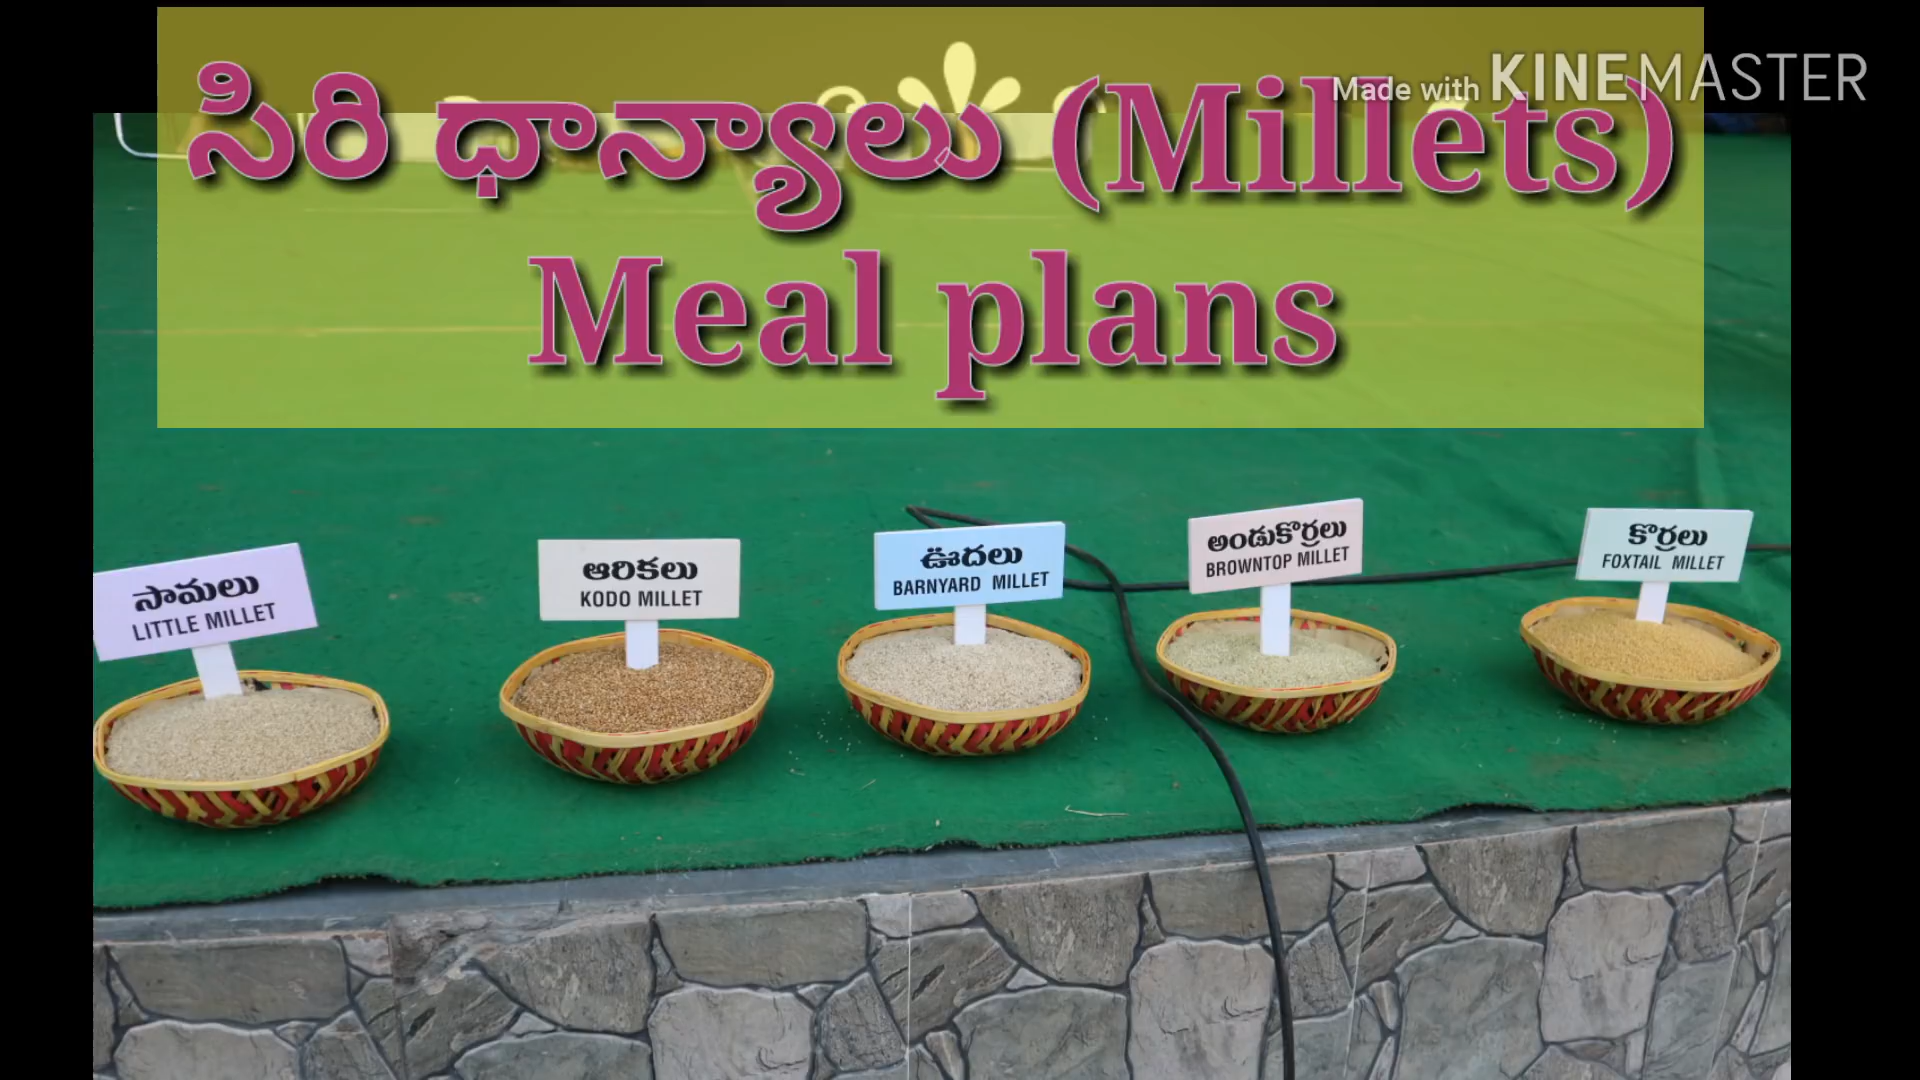 Made with KINEMASTER
సిరి ధాన్యాలు (Millets)
Meal plans
సామలు
LITTLE MILLET
ఆరికలు
KODO MILLET
ఊదలు
BARNYARD MILLET
అండుకొర్రలు
BROWNTOP MILLET
కొర్రలు
FOXTAIL MILLET